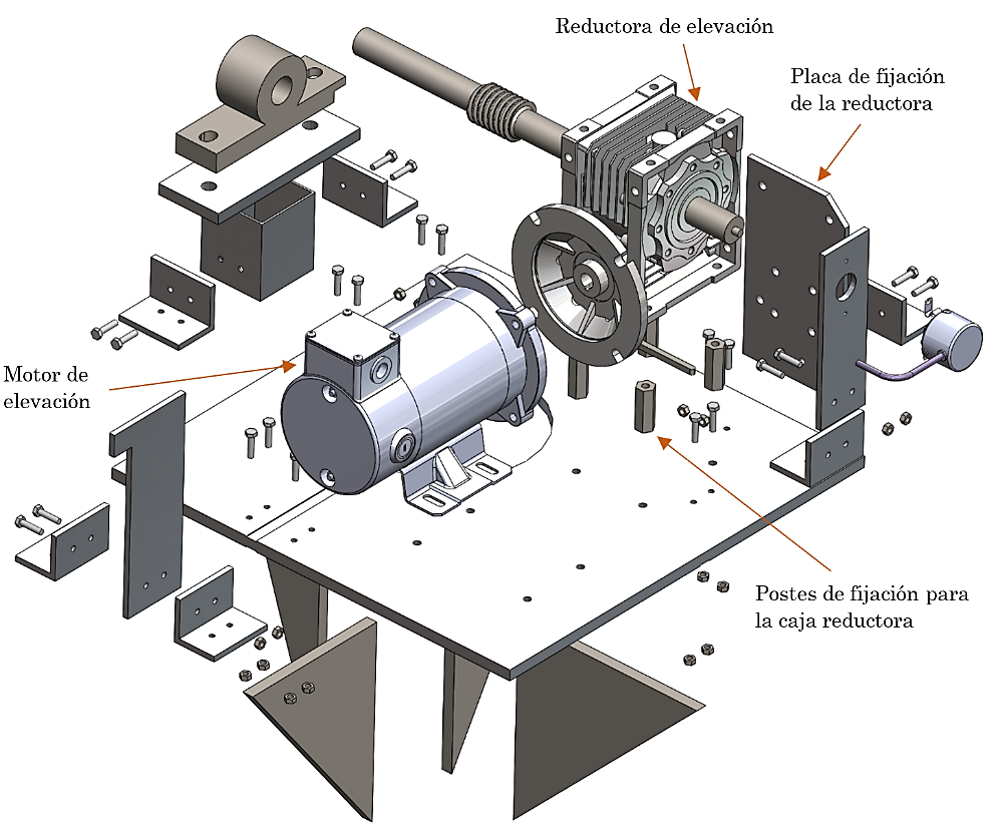 Reductora de elevación
Placa de fijación
de la reductora
Motor de
elevación
Postes de fijación para
la caja reductora